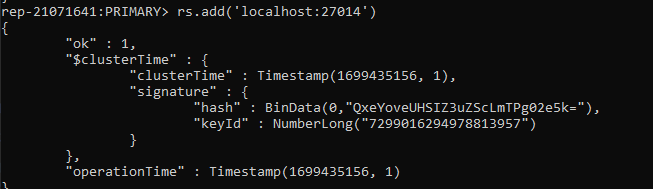 rep-21071641:PRIMARY> rs.add('localhost:27014')
{
        "ok" : 1,
        "$clusterTime" : {
                "clusterTime" : Timestamp(1699435156, 1),
                "signature" : {
                        "hash" : BinData(0,"QxeYoveUHSIZ3uZScLmTPg02e5k="),
                        "keyId" : NumberLong("7299016294978813957")
                }
        },
        "operationTime" : Timestamp(1699435156, 1)
}